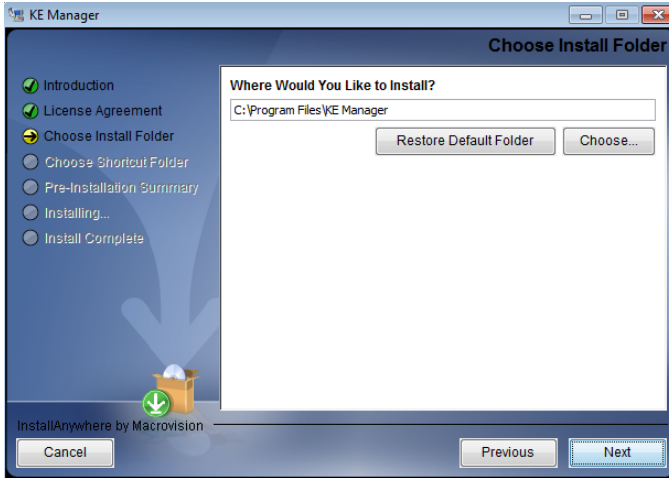 KE Manager
Choose Install Folder
Introduction
License Agreement
Choose Install Folder
Choose Shortcut Folder
Pre-Installation Summary
Installing...
Install Complete
Where Would You Like to Install?
C:\Program Files\KE Manager
Restore Default Folder
Choose...
InstallAnywhere by Macrovision
Cancel
Previous
Next